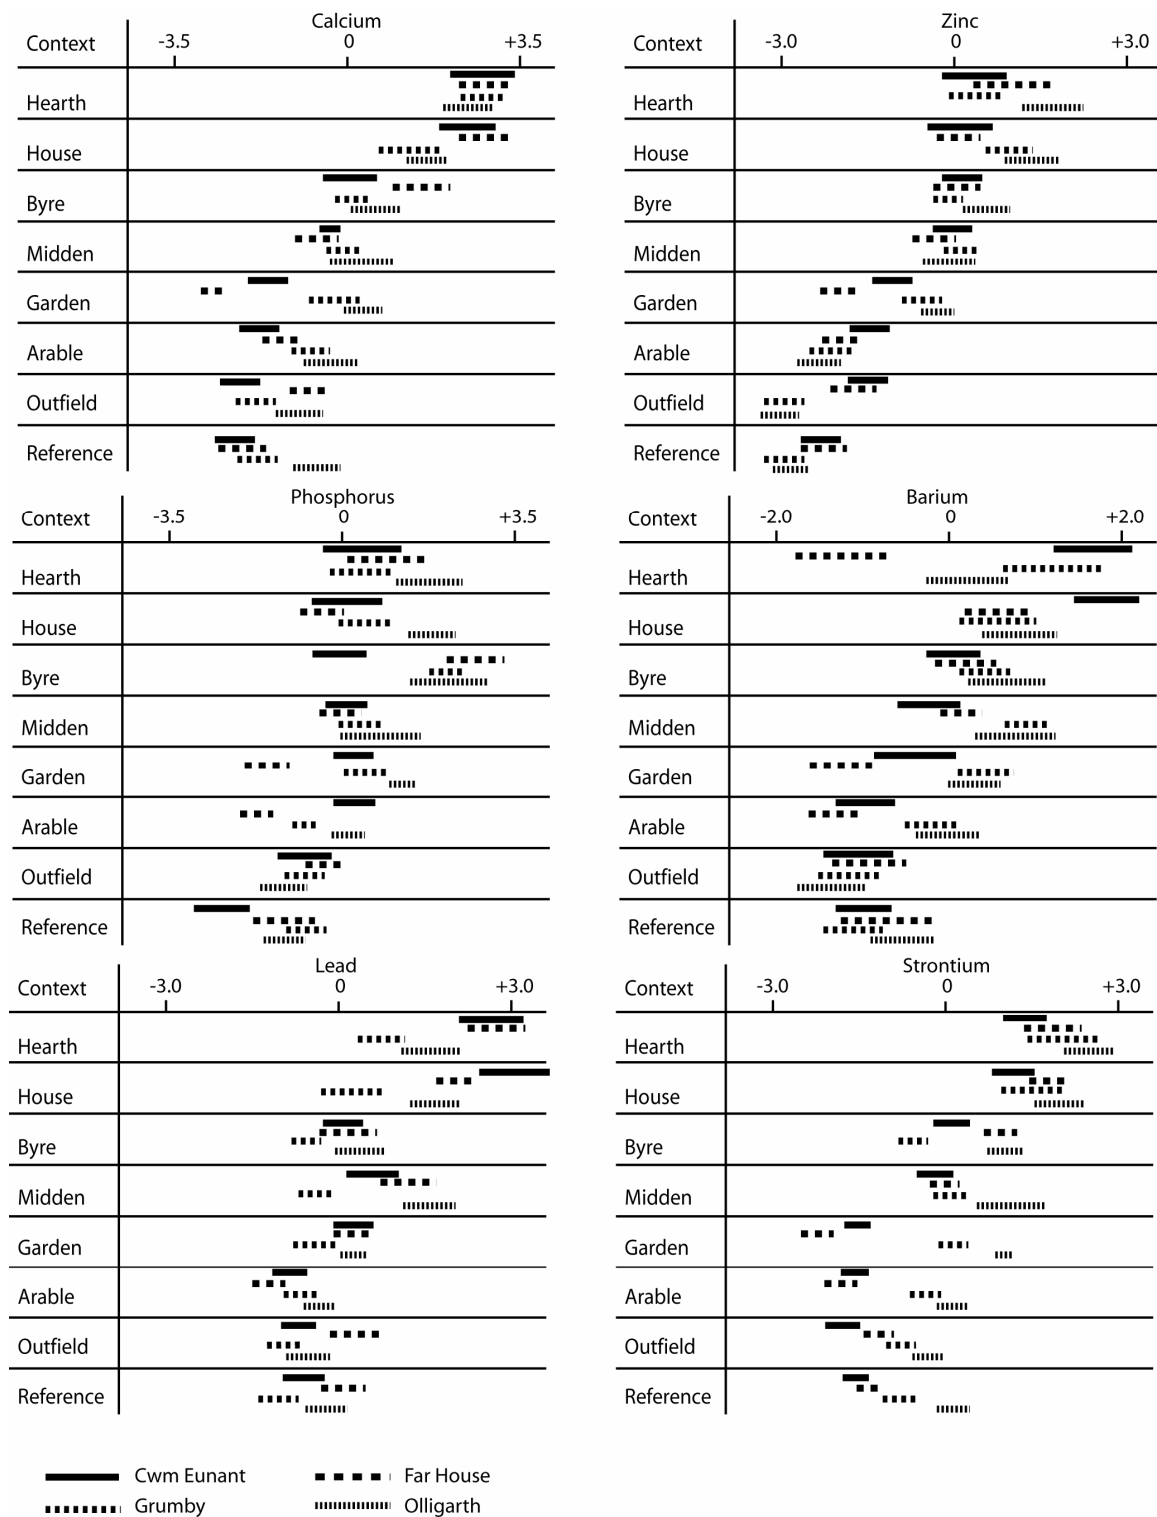 Calcium
Context -3.5 0 +3.5
Hearth
House
Byre
Midden
Garden
Arable
Outfield
Reference
Zinc
Context -3.0 0 +3.0
Hearth
House
Byre
Midden
Garden
Arable
Outfield
Reference
Phosphorus
Context -3.5 0 +3.5
Hearth
House
Byre
Midden
Garden
Arable
Outfield
Reference
Barium
Context -2.0 0 +2.0
Hearth
House
Byre
Midden
Garden
Arable
Outfield
Reference
Lead
Context -3.0 0 +3.0
Hearth
House
Byre
Midden
Garden
Arable
Outfield
Reference
Strontium
Context -3.0 0 +3.0
Hearth
House
Byre
Midden
Garden
Arable
Outfield
Reference
Cwm Eunant Far House
Grumby Olligarth